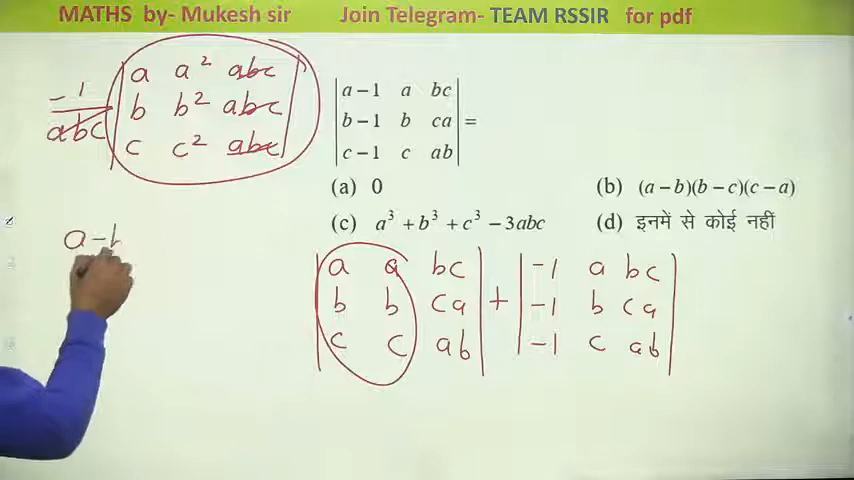 MATHS by- Mukesh sir Join Telegram- TEAM RSSIR for pdf
-1/abc | a a² abc |
| b b² abc |
| c c² abc |
| a-1 a bc |
| b-1 b ca | =
| c-1 c ab |
(a) 0 (b) (a-b)(b-c)(c-a)
(c) a³+b³+c³-3abc (d) इनमें से कोई नहीं
a-b
| a a bc | + | -1 a bc |
| b b ca | | -1 b ca |
| c c ab | | -1 c ab |